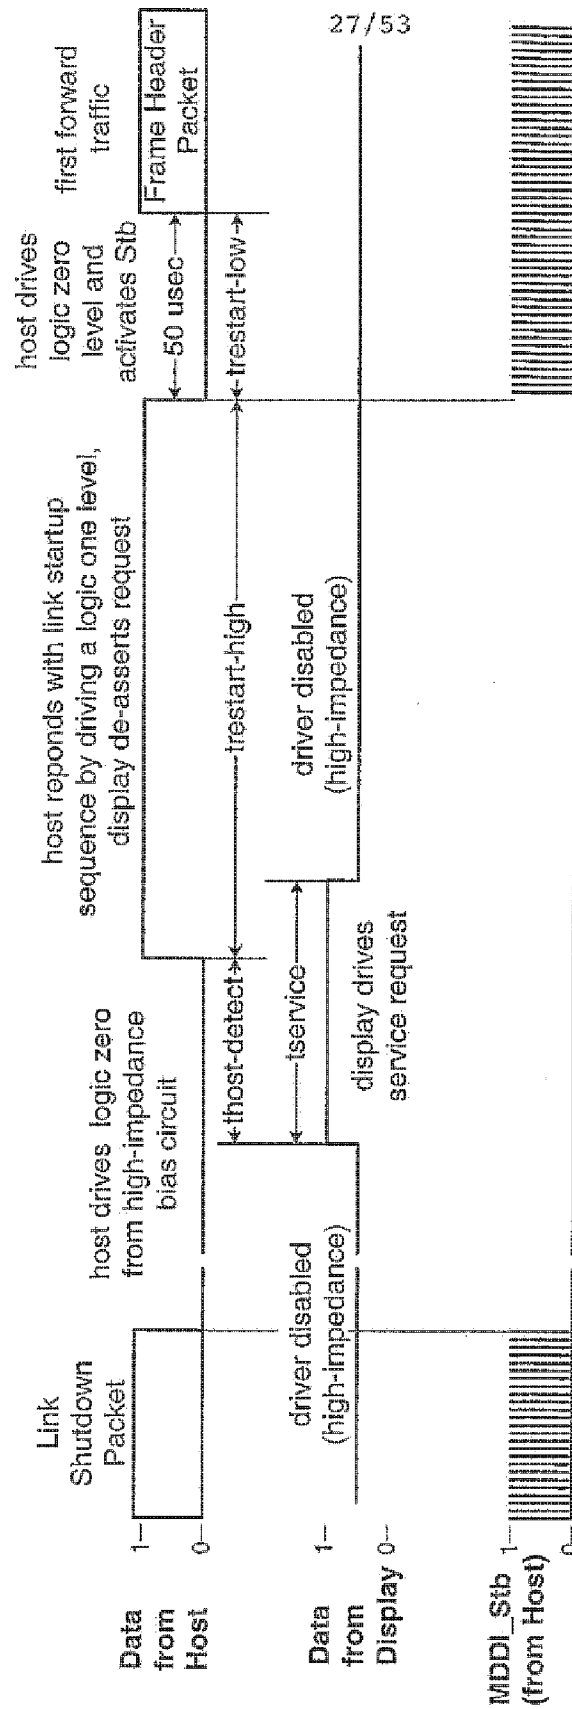 27/53
Link
Shutdown
Packet
host drives logic zero
from high-impedance
bias circuit
host reponds with link startup
sequence by driving a logic one level,
display de-asserts request
host drives
logic zero
level and
activates Stb
first forward
traffic
Data
from
Host
1
0
50 usec
Frame Header
Packet
thost-detect
trestart-high
trestart-low
Data
from
Display
1
0
driver disabled
(high-impedance)
tservice
display drives
service request
driver disabled
(high-impedance)
MDDI_Stb
(from Host)
1
0